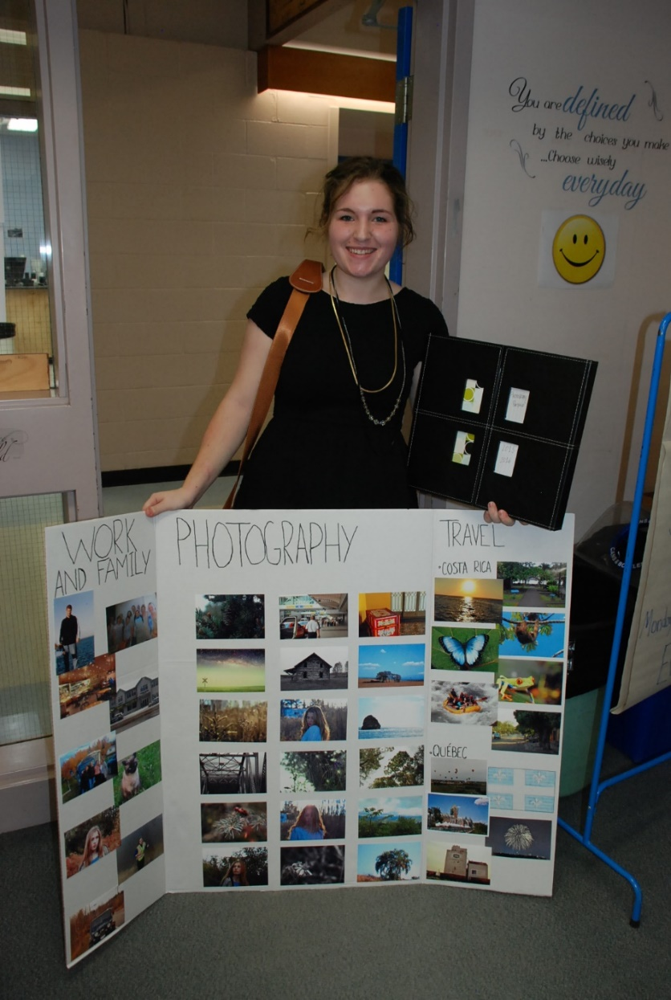 You are defined
by the choices you make
...Choose wisely
everyday
WORK
AND FAMILY
PHOTOGRAPHY
TRAVEL
•COSTA RICA
•QUÉBEC